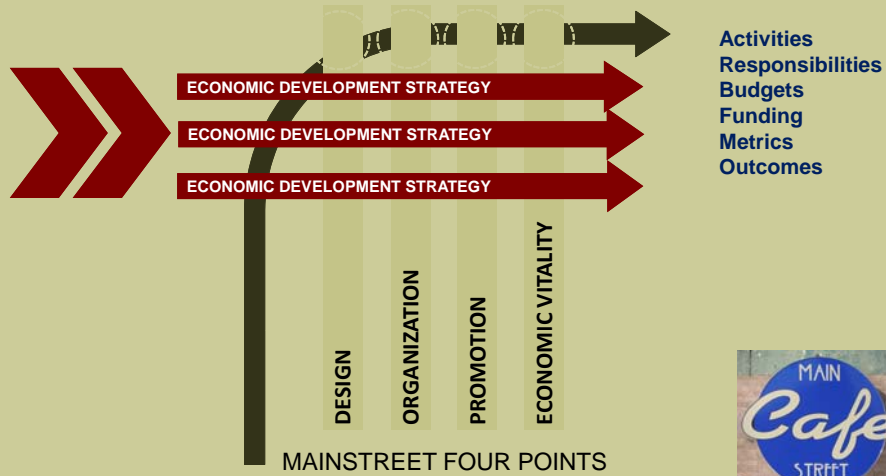 Activities
Responsibilities
Budgets
Funding
Metrics
Outcomes
ECONOMIC DEVELOPMENT STRATEGY
ECONOMIC DEVELOPMENT STRATEGY
ECONOMIC DEVELOPMENT STRATEGY
DESIGN
ORGANIZATION
PROMOTION
ECONOMIC VITALITY
MAINSTREET FOUR POINTS
MAIN
Cafe
STREET